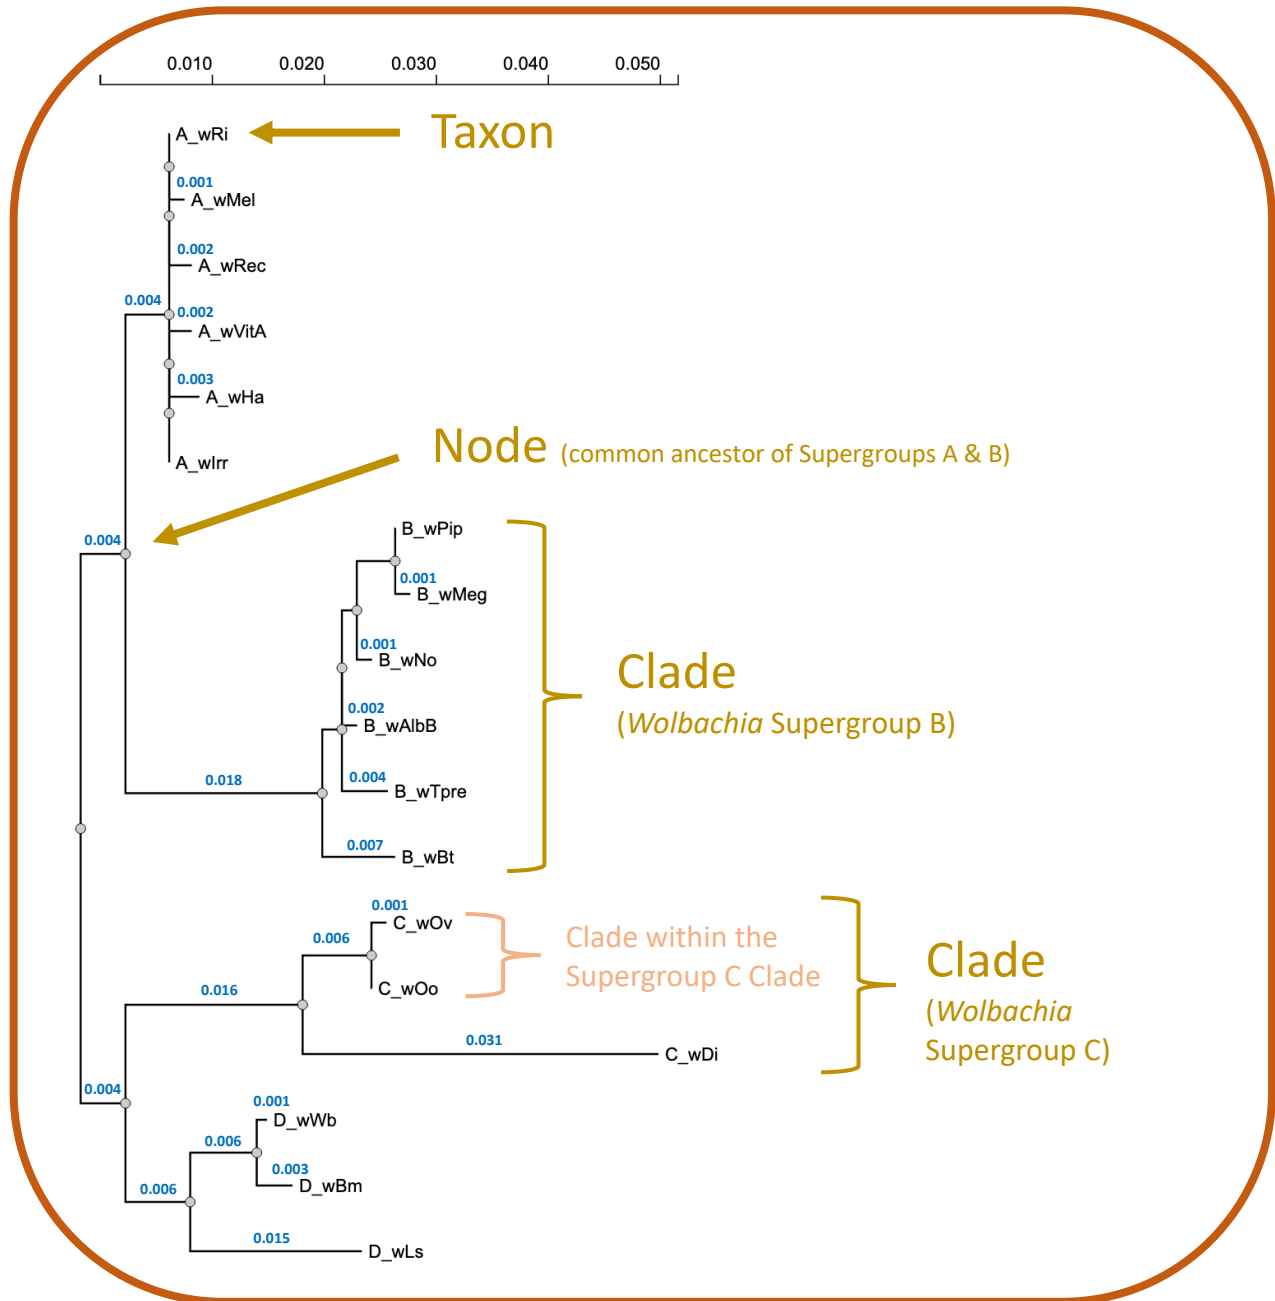 0.010 0.020 0.030 0.040 0.050
A_wRi
Taxon
0.001
A_wMel
0.002
A_wRec
0.004
0.002
A_wVitA
0.003
A_wHa
Node (common ancestor of Supergroups A & B)
A_wIrr
B_wPip
0.004
0.001
B_wMeg
0.001
B_wNo
Clade
(Wolbachia Supergroup B)
0.002
B_wAlbB
0.018
0.004
B_wTpre
0.007
B_wBt
0.001
C_wOv
0.006
Clade within the
Supergroup C Clade
C_wOo
Clade
(Wolbachia
Supergroup C)
0.016
0.031
C_wDi
0.004
0.001
D_wWb
0.006
0.003
D_wBm
0.006
0.015
D_wLs